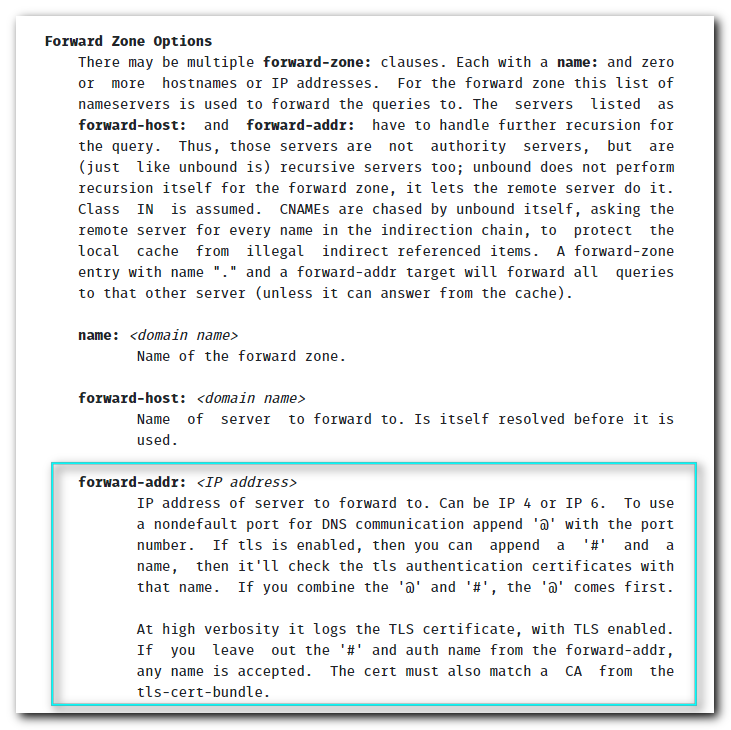 Forward Zone Options
There may be multiple forward-zone: clauses. Each with a name: and zero
or more hostnames or IP addresses. For the forward zone this list of
nameservers is used to forward the queries to. The servers listed as
forward-host: and forward-addr: have to handle further recursion for
the query. Thus, those servers are not authority servers, but are
(just like unbound is) recursive servers too; unbound does not perform
recursion itself for the forward zone, it lets the remote server do it.
Class IN is assumed. CNAMEs are chased by unbound itself, asking the
remote server for every name in the indirection chain, to protect the
local cache from illegal indirect referenced items. A forward-zone
entry with name "." and a forward-addr target will forward all queries
to that other server (unless it can answer from the cache).
name: <domain name>
Name of the forward zone.
forward-host: <domain name>
Name of server to forward to. Is itself resolved before it is
used.
forward-addr: <IP address>
IP address of server to forward to. Can be IP 4 or IP 6. To use
a nondefault port for DNS communication append '@' with the port
number. If tls is enabled, then you can append a '#' and a
name, then it'll check the tls authentication certificates with
that name. If you combine the '@' and '#', the '@' comes first.
At high verbosity it logs the TLS certificate, with TLS enabled.
If you leave out the '#' and auth name from the forward-addr,
any name is accepted. The cert must also match a CA from the
tls-cert-bundle.